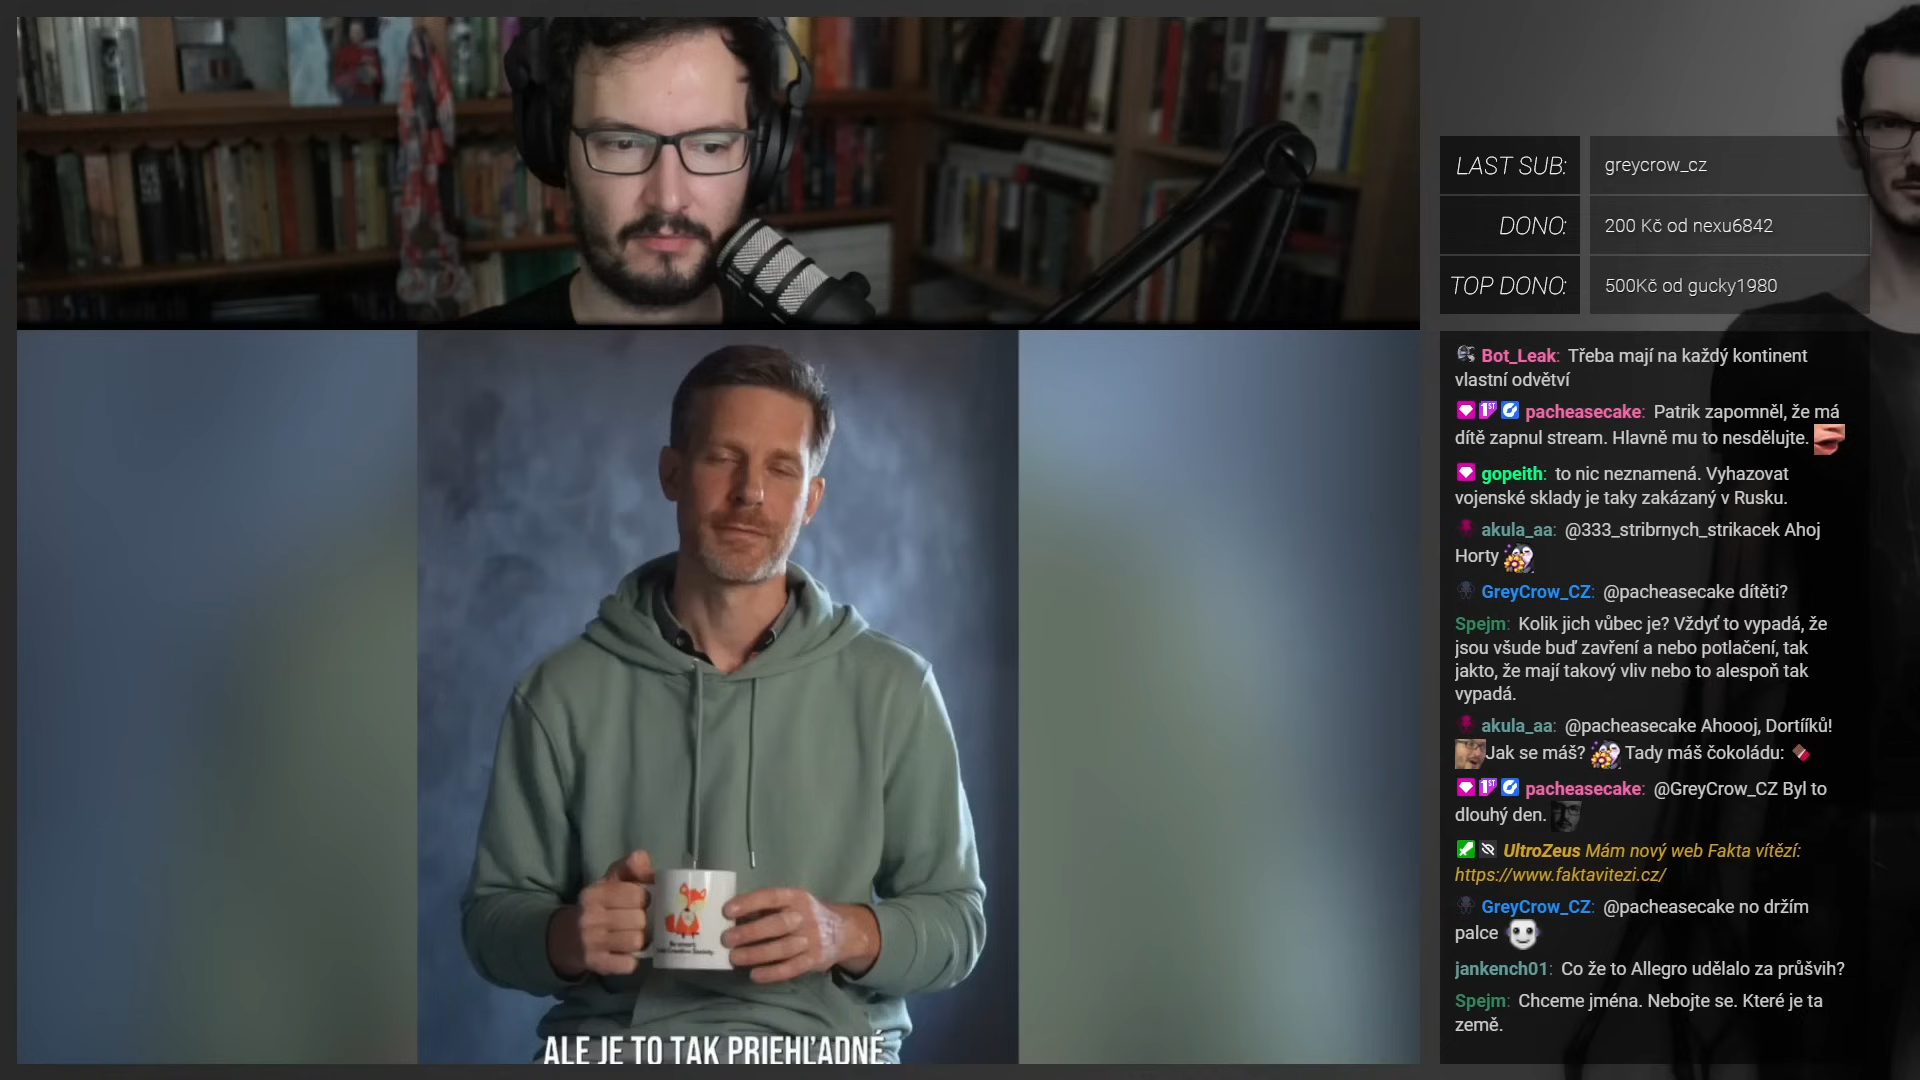 LAST SUB: greycrow_cz
DONO: 200 Kč od nexu6842
TOP DONO: 500Kč od gucky1980
Bot_Leak: Třeba mají na každý kontinent
vlastní odvětví
pacheasecake: Patrik zapomněl, že má
dítě zapnul stream. Hlavně mu to nesdělujte.
gopeith: to nic neznamená. Vyhazovat
vojenské sklady je taky zakázaný v Rusku.
akula_aa: @333_stribrnych_strikacek Ahoj
Horty
GreyCrow_CZ: @pacheasecake dítěti?
Spejm: Kolik jich vůbec je? Vždyť to vypadá, že
jsou všude buď zavření a nebo potlačení, tak
jakto, že mají takový vliv nebo to alespoň tak
vypadá.
akula_aa: @pacheasecake Ahoooj, Dortííků!
Jak se máš? Tady máš čokoládu:
pacheasecake: @GreyCrow_CZ Byl to
dlouhý den.
UltroZeus Mám nový web Fakta vítězí:
https://www.faktavitezi.cz/
GreyCrow_CZ: @pacheasecake no držím
palce
jankench01: Co že to Allegro udělalo za průšvih?
Spejm: Chceme jména. Nebojte se. Které je ta
země.
Be smart.
Creative Society.
ALE JE TO TAK PRIEHĽADNÉ,